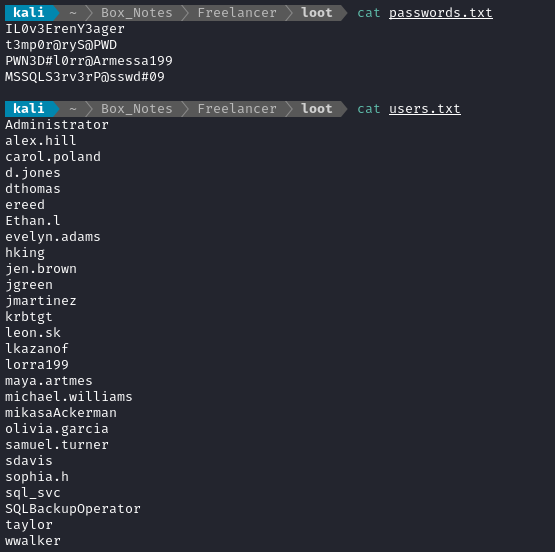 kali ~ Box_Notes Freelancer loot cat passwords.txt
IL0v3ErenY3ager
t3mp0r@ryS@PWD
PWN3D#l0rr@Armessa199
MSSQLS3rv3rP@sswd#09
kali ~ Box_Notes Freelancer loot cat users.txt
Administrator
alex.hill
carol.poland
d.jones
dthomas
ereed
Ethan.l
evelyn.adams
hking
jen.brown
jgreen
jmartinez
krbtgt
leon.sk
lkazanof
lorra199
maya.artmes
michael.williams
mikasaAckerman
olivia.garcia
samuel.turner
sdavis
sophia.h
sql_svc
SQLBackupOperator
taylor
wwalker